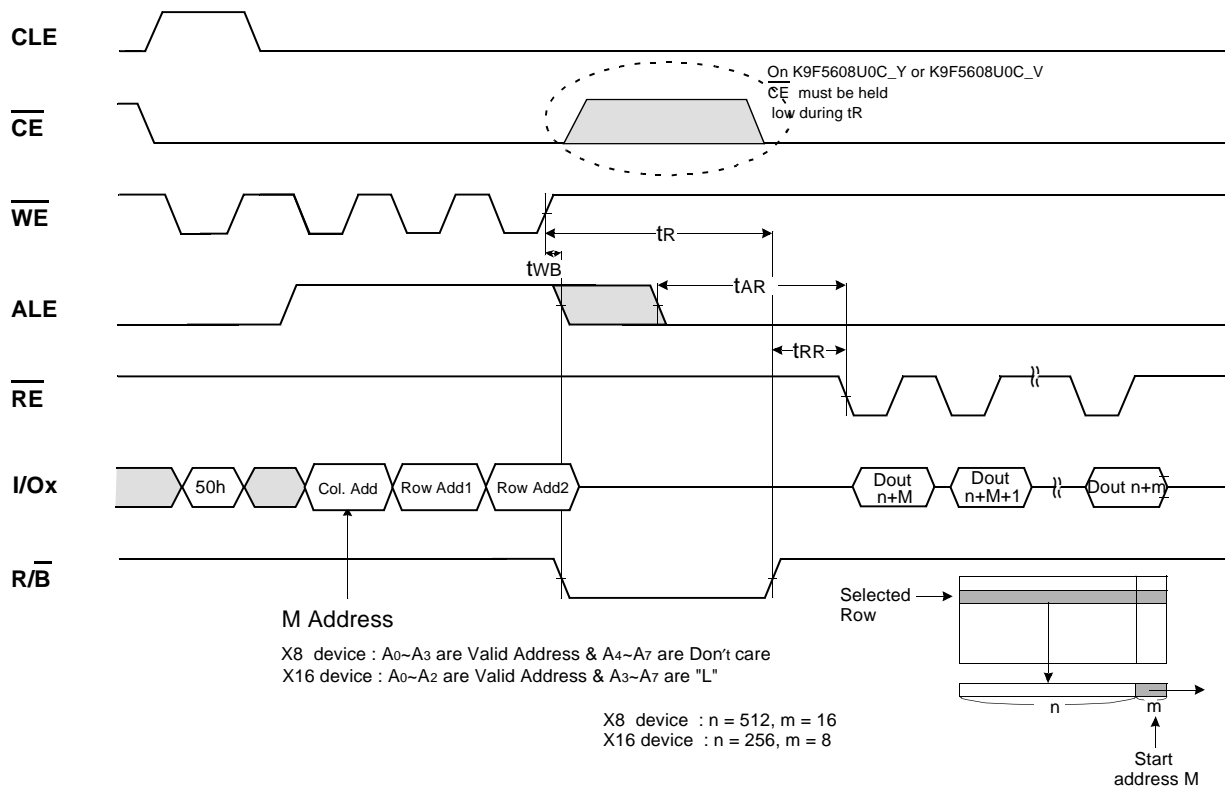 CLE
On K9F5608U0C_Y or K9F5608U0C_V
CE must be held
low during tR
CE
WE
tR
tWB
tAR
ALE
tRR
RE
I/Ox
50h
Col. Add
Row Add1
Row Add2
Dout
n+M
Dout
n+M+1
Dout n+m
R/B
M Address
X8 device : A0~A3 are Valid Address & A4~A7 are Don't care
X16 device : A0~A2 are Valid Address & A3~A7 are "L"
X8 device : n = 512, m = 16
X16 device : n = 256, m = 8
Selected
Row
n
m
Start
address M